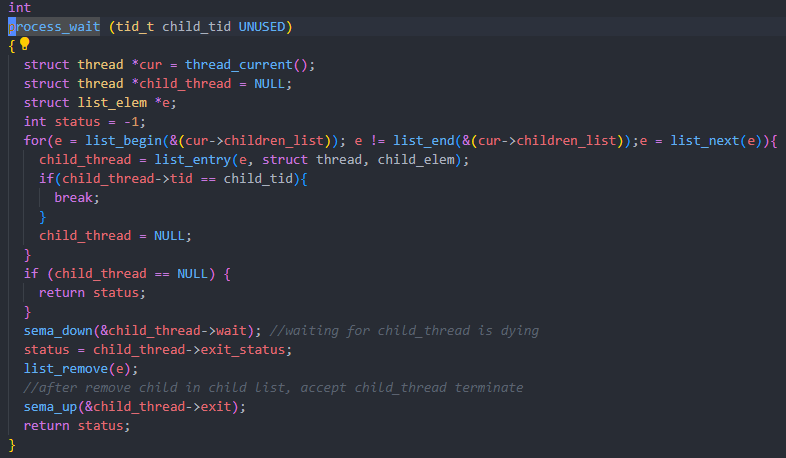 int
process_wait (tid_t child_tid UNUSED)
{
  struct thread *cur = thread_current();
  struct thread *child_thread = NULL;
  struct list_elem *e;
  int status = -1;
  for(e = list_begin(&(cur->children_list)); e != list_end(&(cur->children_list));e = list_next(e)){
    child_thread = list_entry(e, struct thread, child_elem);
    if(child_thread->tid == child_tid){
      break;
    }
    child_thread = NULL;
  }
  if (child_thread == NULL) {
    return status;
  }
  sema_down(&child_thread->wait); //waiting for child_thread is dying
  status = child_thread->exit_status;
  list_remove(e);
  //after remove child in child list, accept child_thread terminate
  sema_up(&child_thread->exit);
  return status;
}